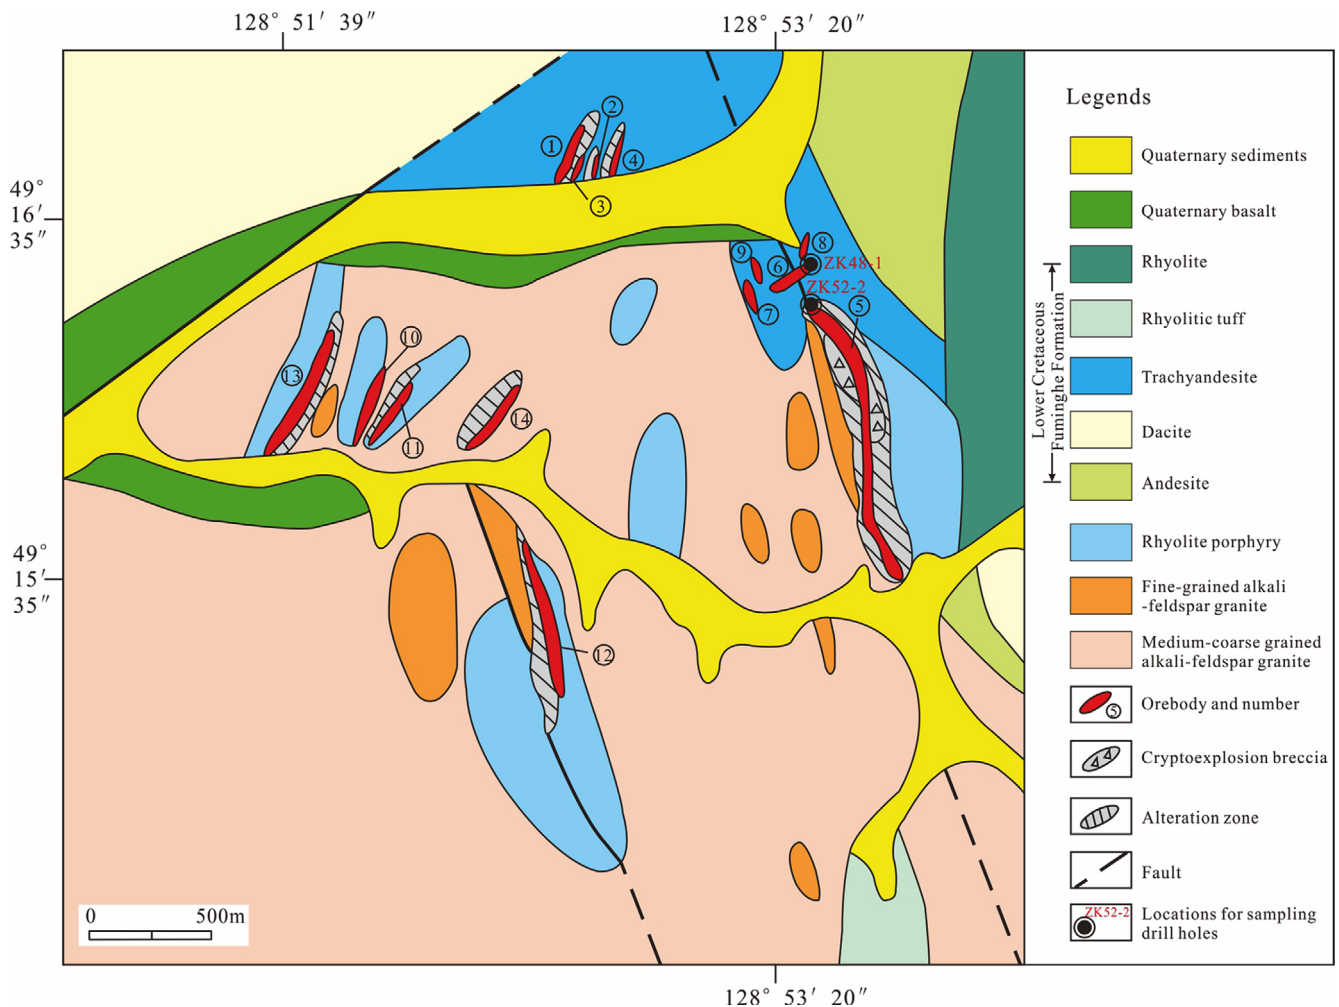 128° 51′ 39″
128° 53′ 20″
49°
16′
35″
49°
15′
35″
①
②
③
④
⑨
⑥
⑧
ZK48-1
ZK52-2
⑦
⑤
⑩
⑬
⑪
⑭
⑫
0 500m
128° 53′ 20″
Legends
Quaternary sediments
Quaternary basalt
Rhyolite
Rhyolitic tuff
Trachyandesite
Dacite
Andesite
Lower Cretaceous
Fuminghe Formation
Rhyolite porphyry
Fine-grained alkali
-feldspar granite
Medium-coarse grained
alkali-feldspar granite
⑤
Orebody and number
Cryptoexplosion breccia
Alteration zone
Fault
ZK52-2
Locations for sampling
drill holes